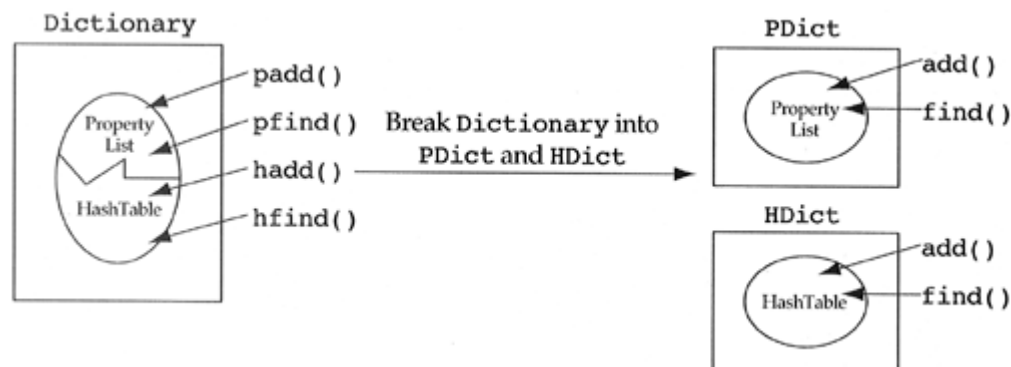 Dictionary
padd()
pfind()
hadd()
hfind()
Property
List
HashTable
Break Dictionary into
PDict and HDict
PDict
add()
find()
Property
List
HDict
add()
find()
HashTable